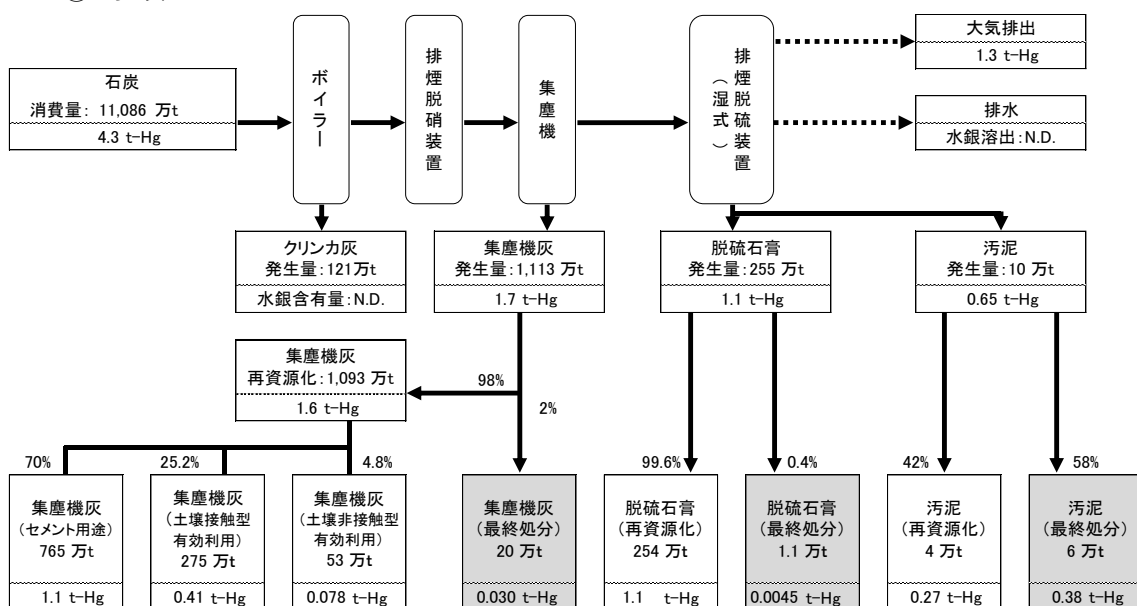 石炭
消費量: 11,086 万t
4.3 t-Hg
ボイラー
排煙脱硝装置
集塵機
排煙脱硫装置
（湿式）
大気排出
1.3 t-Hg
排水
水銀溶出:N.D.
クリンカ灰
発生量:121万t
水銀含有量:N.D.
集塵機灰
発生量:1,113 万t
1.7 t-Hg
脱硫石膏
発生量:255 万t
1.1 t-Hg
汚泥
発生量:10 万t
0.65 t-Hg
集塵機灰
再資源化:1,093 万t
1.6 t-Hg
98%
2%
70%
25.2%
4.8%
99.6%
0.4%
42%
58%
集塵機灰
（セメント用途）
765 万t
1.1 t-Hg
集塵機灰
（土壌接触型
有効利用）
275 万t
0.41 t-Hg
集塵機灰
（土壌非接触型
有効利用）
53 万t
0.078 t-Hg
集塵機灰
（最終処分）
20 万t
0.030 t-Hg
脱硫石膏
（再資源化）
254 万t
1.1 t-Hg
脱硫石膏
（最終処分）
1.1 万t
0.0045 t-Hg
汚泥
（再資源化）
4 万t
0.27 t-Hg
汚泥
（最終処分）
6 万t
0.38 t-Hg